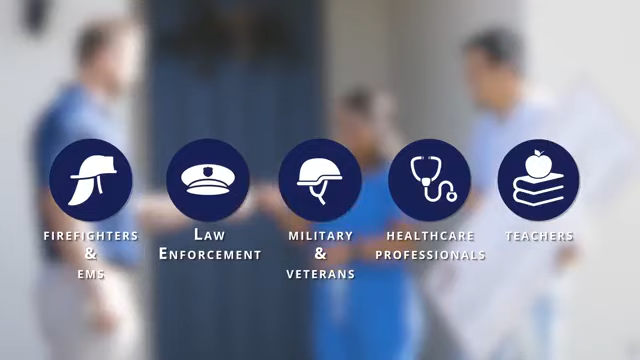 FIREFIGHTERS
&
EMS
LAW
ENFORCEMENT
MILITARY
&
VETERANS
HEALTHCARE
PROFESSIONALS
TEACHERS